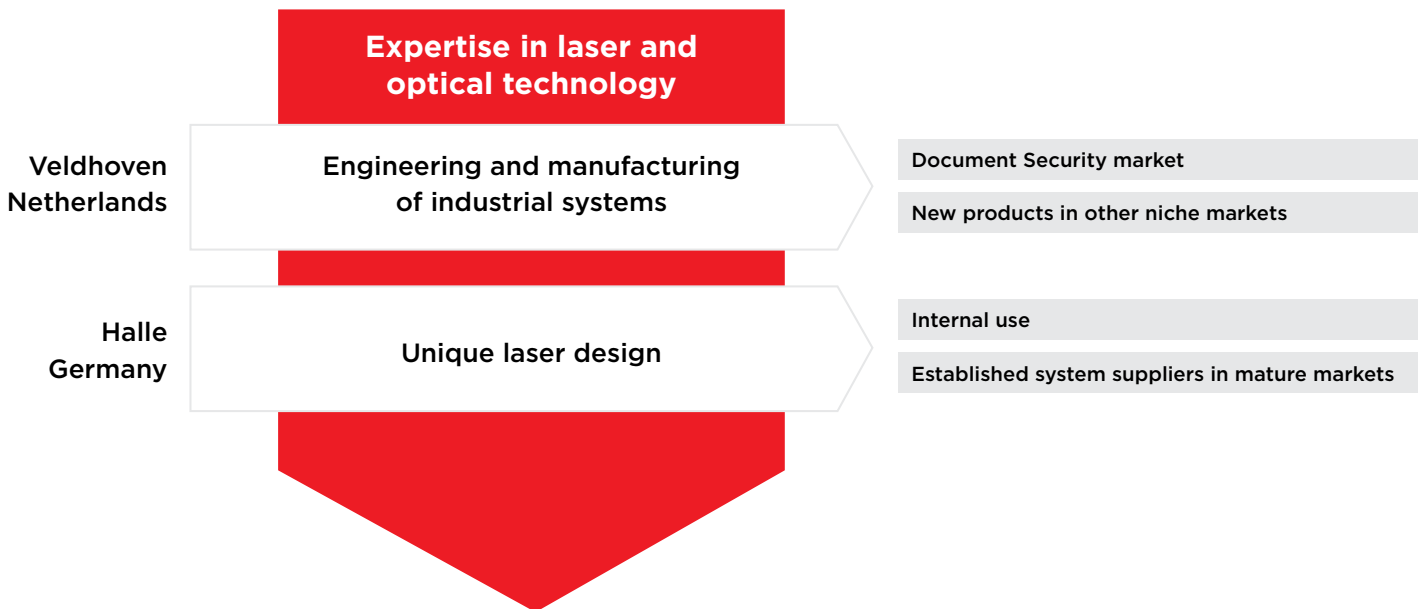 Expertise in laser and
optical technology
Veldhoven
Netherlands
Engineering and manufacturing
of industrial systems
Document Security market
New products in other niche markets
Halle
Germany
Unique laser design
Internal use
Established system suppliers in mature markets